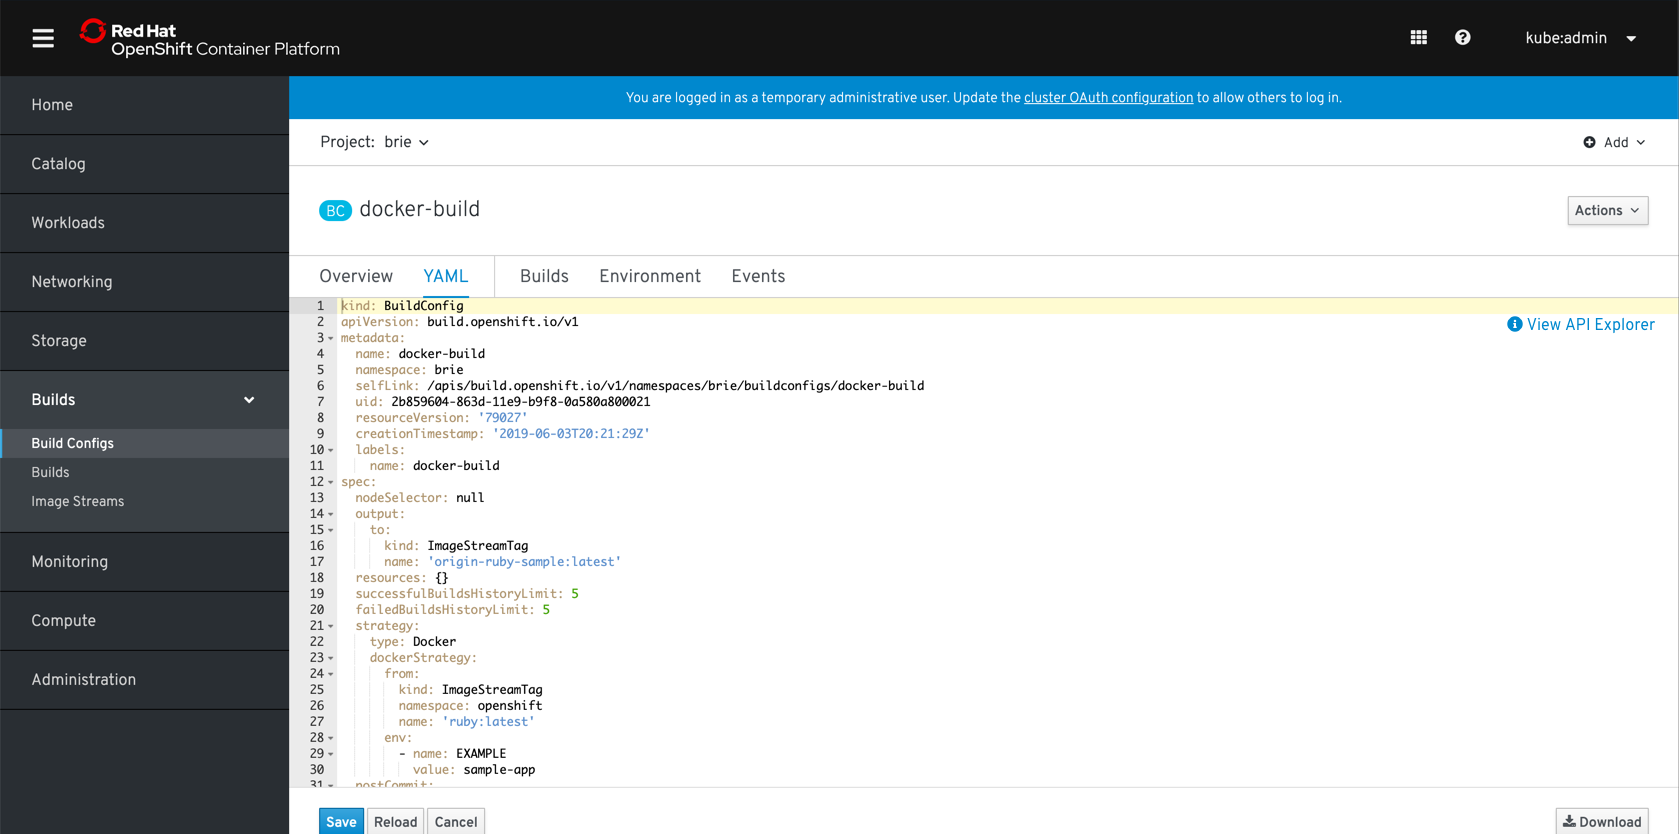 Red Hat
OpenShift Container Platform
kube:admin
Home
Catalog
Workloads
Networking
Storage
Builds
Build Configs
Builds
Image Streams
Monitoring
Compute
Administration
You are logged in as a temporary administrative user. Update the cluster OAuth configuration to allow others to log in.
Project: brie
Add
BC docker-build
Actions
Overview YAML Builds Environment Events
View API Explorer
1 kind: BuildConfig
2 apiVersion: build.openshift.io/v1
3 metadata:
4 name: docker-build
5 namespace: brie
6 selfLink: /apis/build.openshift.io/v1/namespaces/brie/buildconfigs/docker-build
7 uid: 2b859604-863d-11e9-b9f8-0a580a800021
8 resourceVersion: '79027'
9 creationTimestamp: '2019-06-03T20:21:29Z'
10 labels:
11 name: docker-build
12 spec:
13 nodeSelector: null
14 output:
15 to:
16 kind: ImageStreamTag
17 name: 'origin-ruby-sample:latest'
18 resources: {}
19 successfulBuildsHistoryLimit: 5
20 failedBuildsHistoryLimit: 5
21 strategy:
22 type: Docker
23 dockerStrategy:
24 from:
25 kind: ImageStreamTag
26 namespace: openshift
27 name: 'ruby:latest'
28 env:
29 - name: EXAMPLE
30 value: sample-app
31 postCommit:
Save Reload Cancel
Download